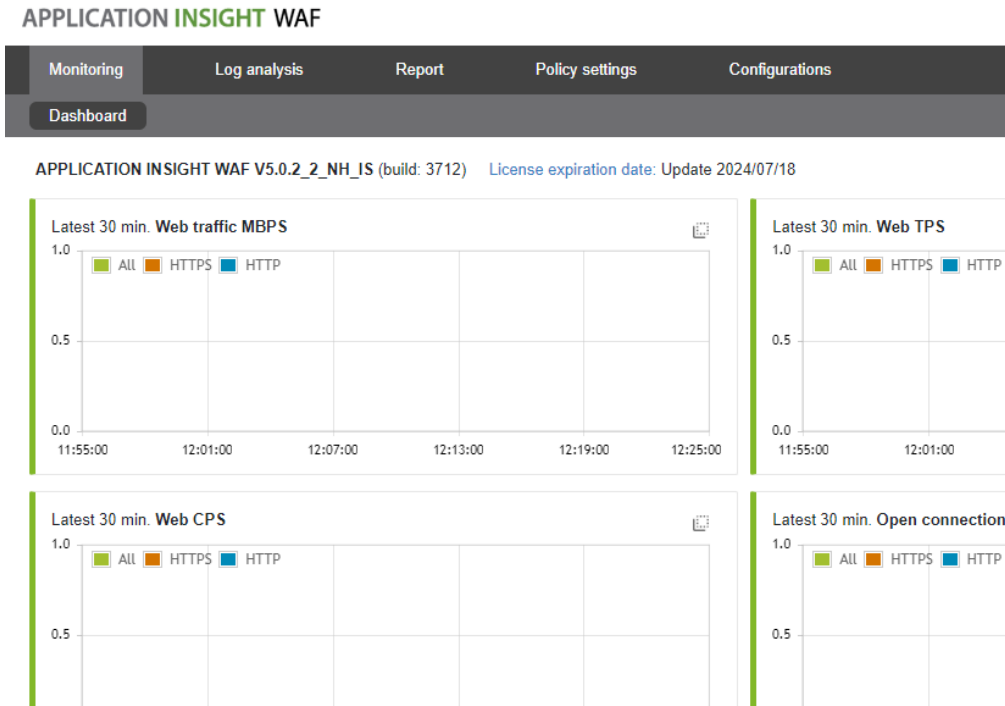 APPLICATION INSIGHT WAF
Monitoring Log analysis Report Policy settings Configurations
Dashboard
APPLICATION INSIGHT WAF V5.0.2_2_NH_IS (build: 3712) License expiration date: Update 2024/07/18
Latest 30 min. Web traffic MBPS
1.0
All HTTPS HTTP
0.5
0.0
11:55:00 12:01:00 12:07:00 12:13:00 12:19:00 12:25:00
Latest 30 min. Web TPS
1.0
All HTTPS HTTP
0.5
0.0
11:55:00 12:01:00
Latest 30 min. Web CPS
1.0
All HTTPS HTTP
0.5
Latest 30 min. Open connection
1.0
All HTTPS HTTP
0.5